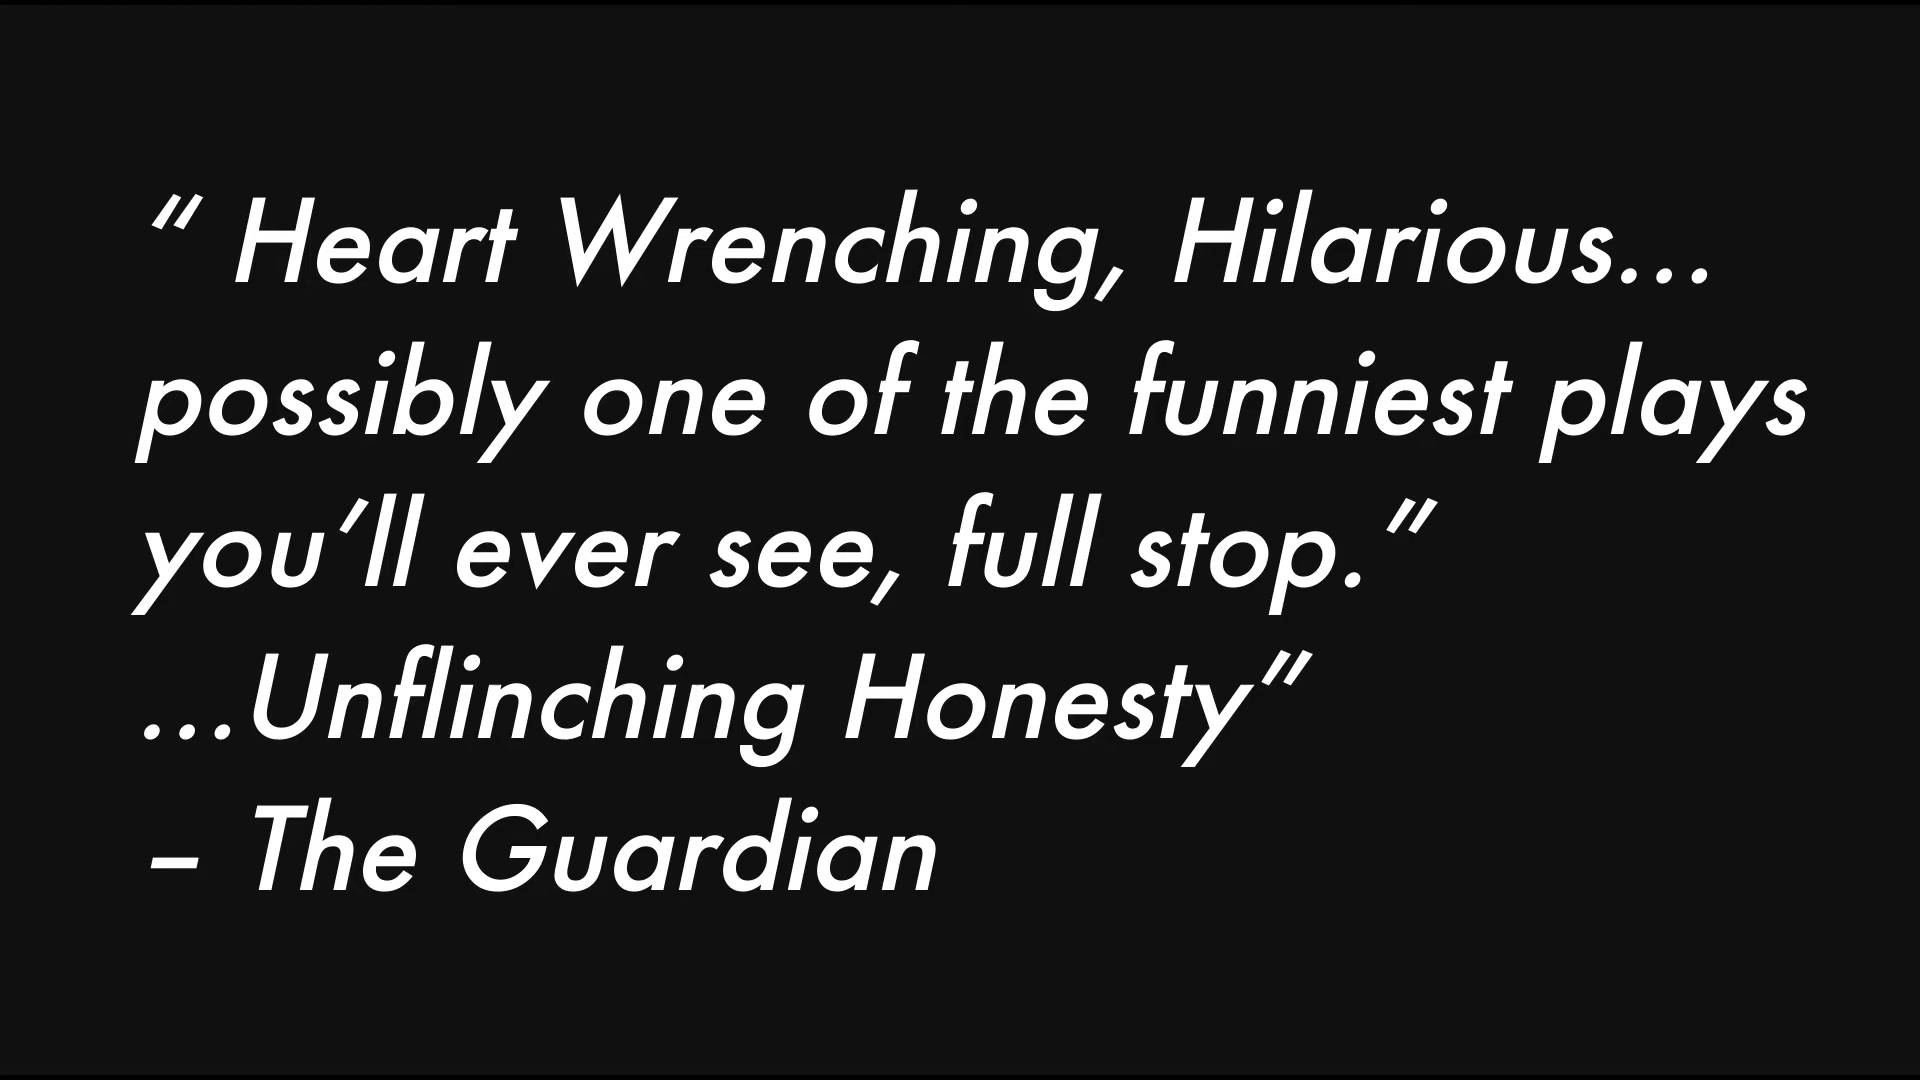 “ Heart Wrenching, Hilarious...
possibly one of the funniest plays
you’ll ever see, full stop.”
...Unflinching Honesty”
– The Guardian